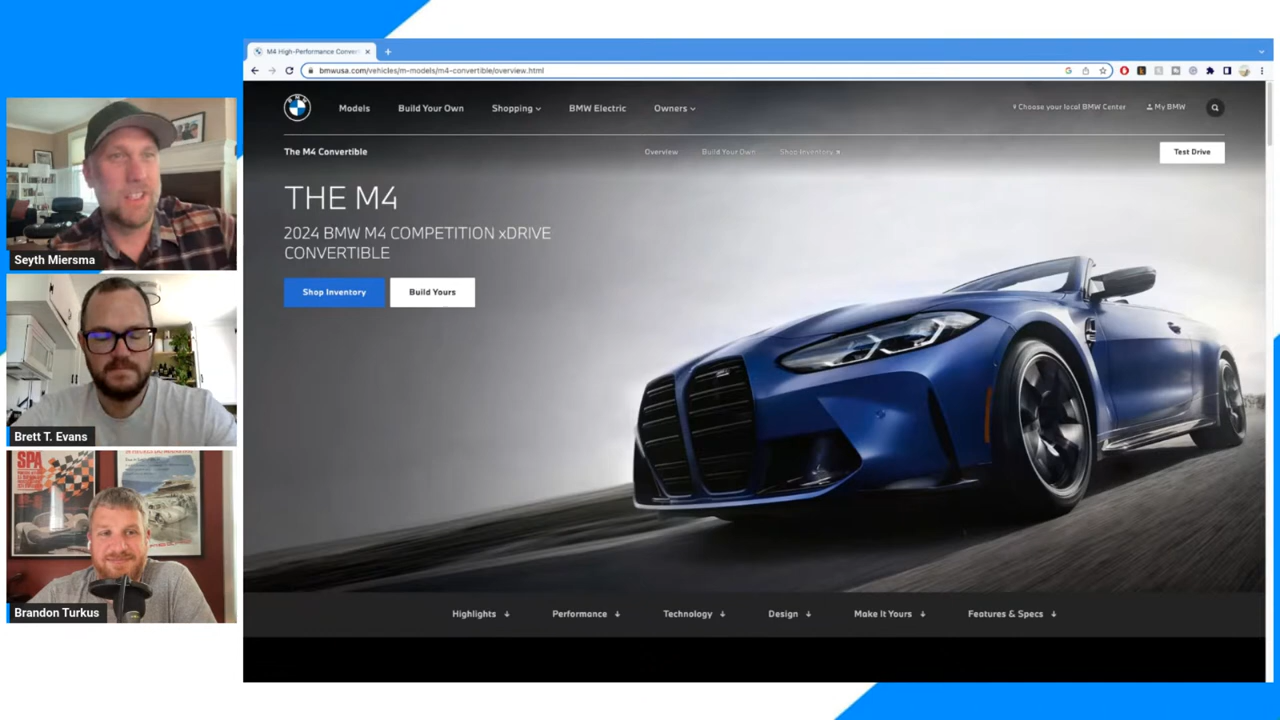 M4 High-Performance Conver
bmwusa.com/vehicles/m-models/m4-convertible/overview.html
BMW
Models
Build Your Own
Shopping
BMW Electric
Owners
Choose your local BMW Center
My BMW
The M4 Convertible
Overview
Build Your Own
Shop Inventory
Test Drive
THE M4
2024 BMW M4 COMPETITION xDRIVE
CONVERTIBLE
Shop Inventory
Build Yours
Highlights
Performance
Technology
Design
Make It Yours
Features & Specs
Seyth Miersma
Brett T. Evans
SPA
Brandon Turkus